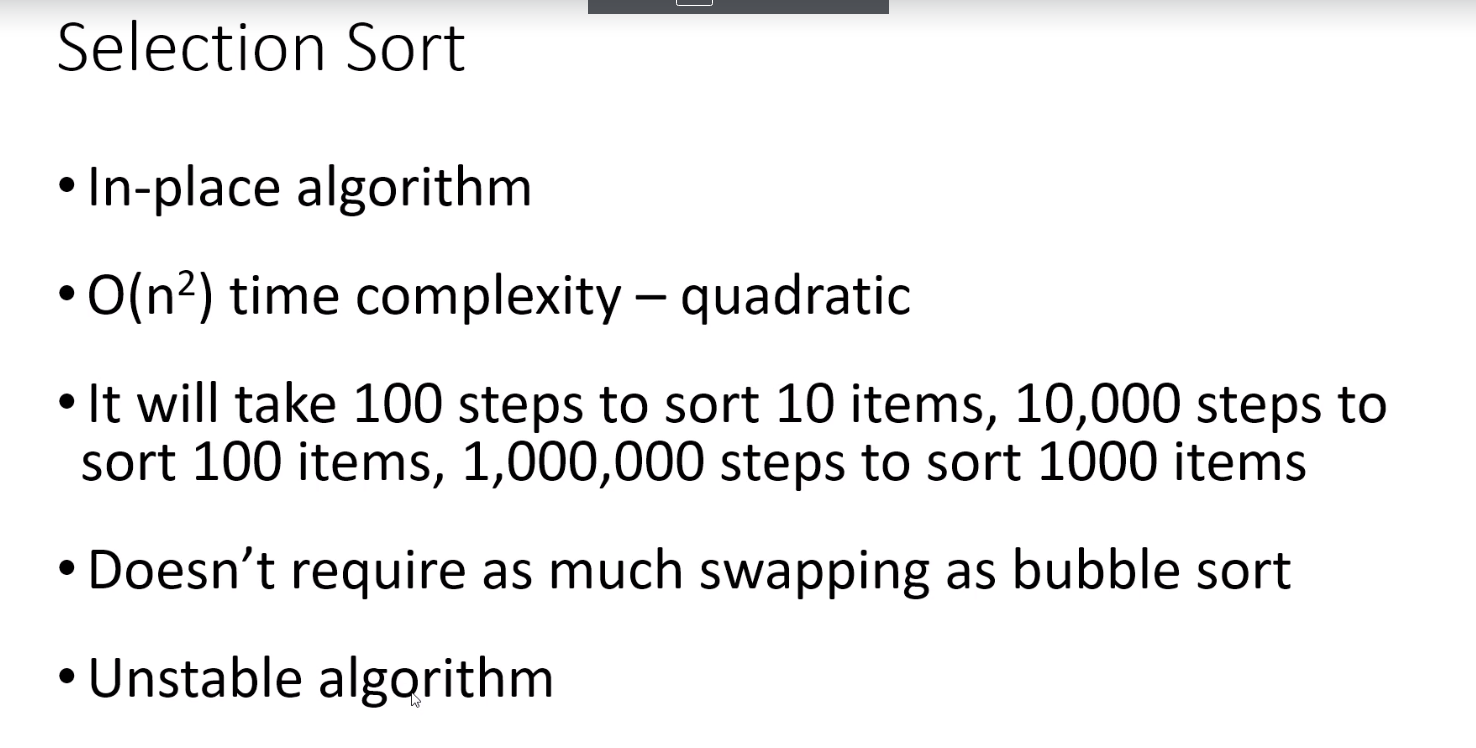 Selection Sort
• In-place algorithm
• O(n²) time complexity – quadratic
• It will take 100 steps to sort 10 items, 10,000 steps to
sort 100 items, 1,000,000 steps to sort 1000 items
• Doesn’t require as much swapping as bubble sort
• Unstable algorithm